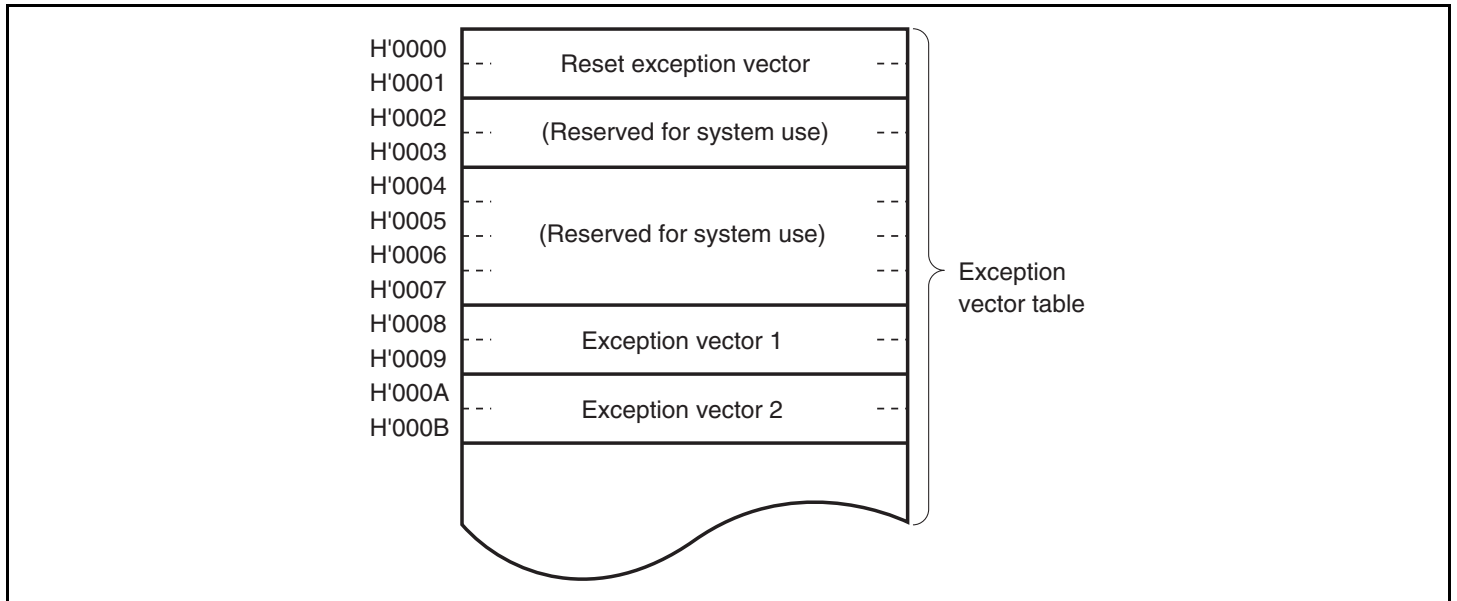 H'0000
Reset exception vector
H'0001
H'0002
(Reserved for system use)
H'0003
H'0004
H'0005
(Reserved for system use)
H'0006
Exception
vector table
H'0007
H'0008
Exception vector 1
H'0009
H'000A
Exception vector 2
H'000B